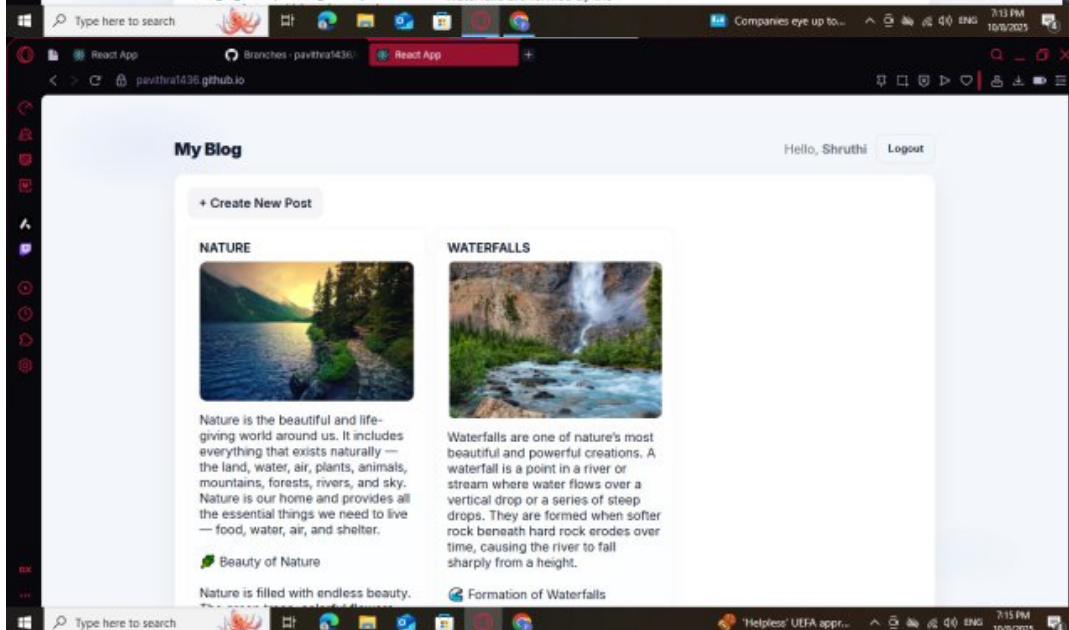 Type here to search
Companies eye up to...
ENG
7:13 PM
10/8/2025
React App
Branches · pavithra1436/
React App
pavithra1436.github.io
My Blog
Hello, Shruthi
Logout
+ Create New Post
NATURE
Nature is the beautiful and life-
giving world around us. It includes
everything that exists naturally —
the land, water, air, plants, animals,
mountains, forests, rivers, and sky.
Nature is our home and provides all
the essential things we need to live
— food, water, air, and shelter.
Beauty of Nature
Nature is filled with endless beauty.
WATERFALLS
Waterfalls are one of nature's most
beautiful and powerful creations. A
waterfall is a point in a river or
stream where water flows over a
vertical drop or a series of steep
drops. They are formed when softer
rock beneath hard rock erodes over
time, causing the river to fall
sharply from a height.
Formation of Waterfalls
Type here to search
'Helpless' UEFA appr...
ENG
7:15 PM